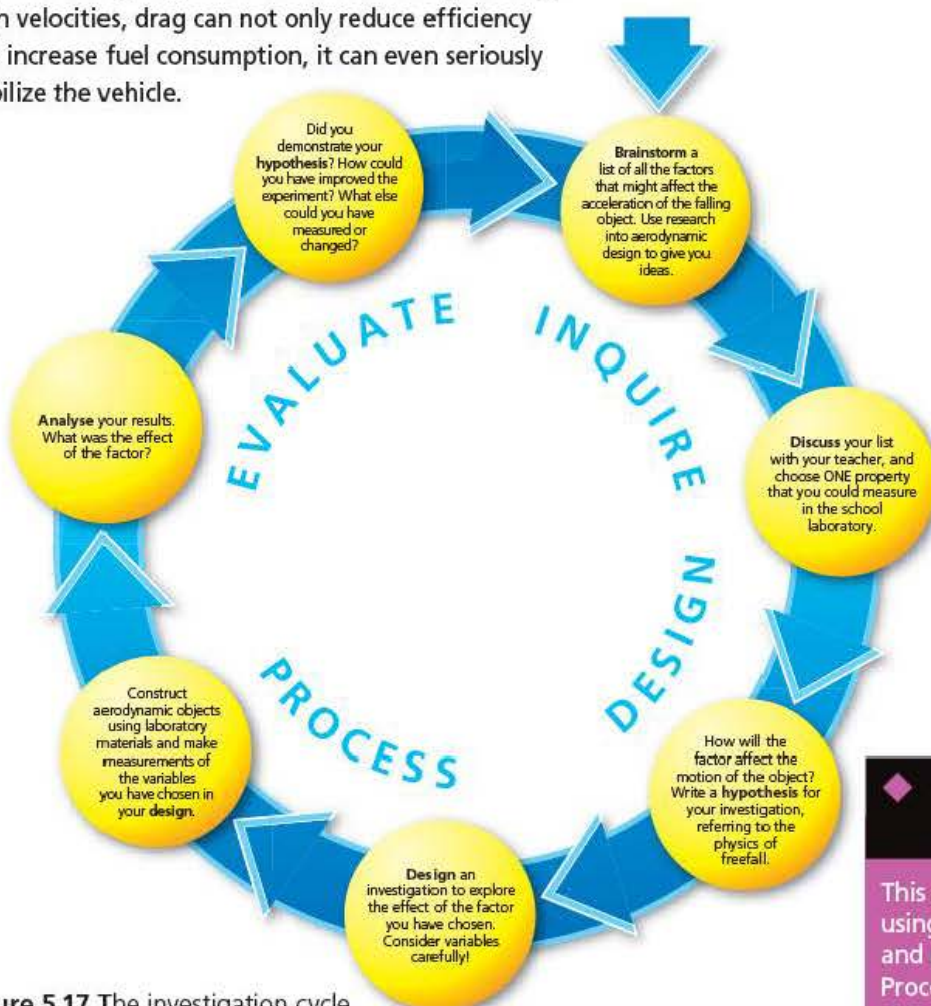 velocities, drag can not only reduce efficiency
increase fuel consumption, it can even seriously
the vehicle.
Brainstorm a
list of all the factors
that might affect the
acceleration of the falling
object. Use research
into aerodynamic
design to give you
ideas.
Discuss your list
with your teacher, and
choose ONE property
that you could measure
in the school
laboratory.
How will the
factor affect the
motion of the object?
Write a hypothesis for
your investigation,
referring to the
physics of
freefall.
Design an
investigation to explore
the effect of the factor
you have chosen.
Consider variables
carefully!
Construct
aerodynamic objects
using laboratory
materials and make
measurements of
the variables
you have chosen in
your design.
Analyse your results.
What was the effect
of the factor?
Did you
demonstrate your
hypothesis? How could
you have improved the
experiment? What else
could you have
measured or
changed?
INQUIRE
DESIGN
PROCESS
EVALUATE
5.17 The investigation cycle
This
using
and